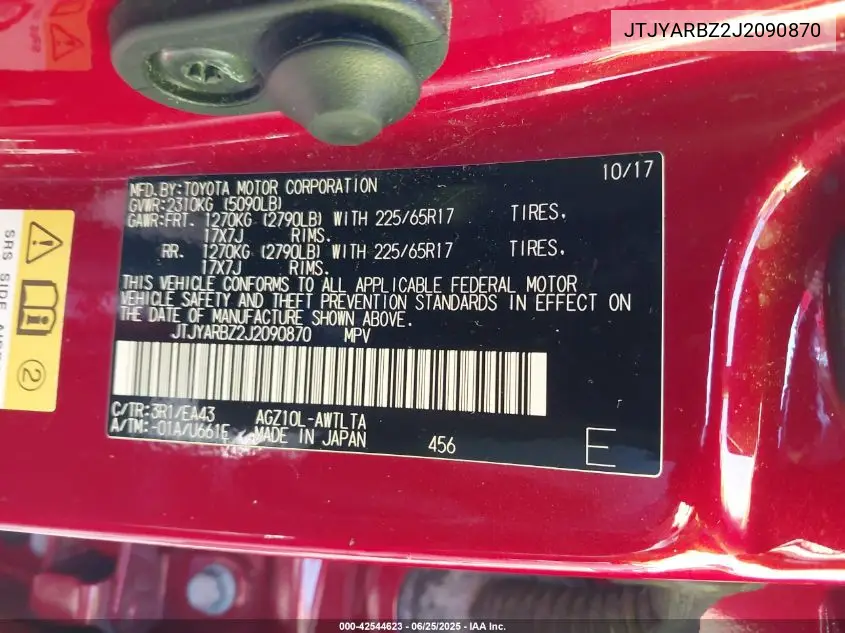 JTJYARBZ2J2090870
10/17
MFD.BY:TOYOTA MOTOR CORPORATION
GVWR:2310KG (5090LB)
GAWR:FRT. 1270KG (2790LB) WITH 225/65R17 TIRES,
17X7J RIMS.
RR. 1270KG (2790LB) WITH 225/65R17 TIRES,
17X7J RIMS.
THIS VEHICLE CONFORMS TO ALL APPLICABLE FEDERAL MOTOR
VEHICLE SAFETY AND THEFT PREVENTION STANDARDS IN EFFECT ON
THE DATE OF MANUFACTURE SHOWN ABOVE.
JTJYARBZ2J2090870 MPV
C/TR:3R1/EA43 AGZ10L-AWTLTA
A/TM:-01A/U661E MADE IN JAPAN 456
E
SRS SIDE
2
000-42544623 - 06/25/2025 - IAA Inc.